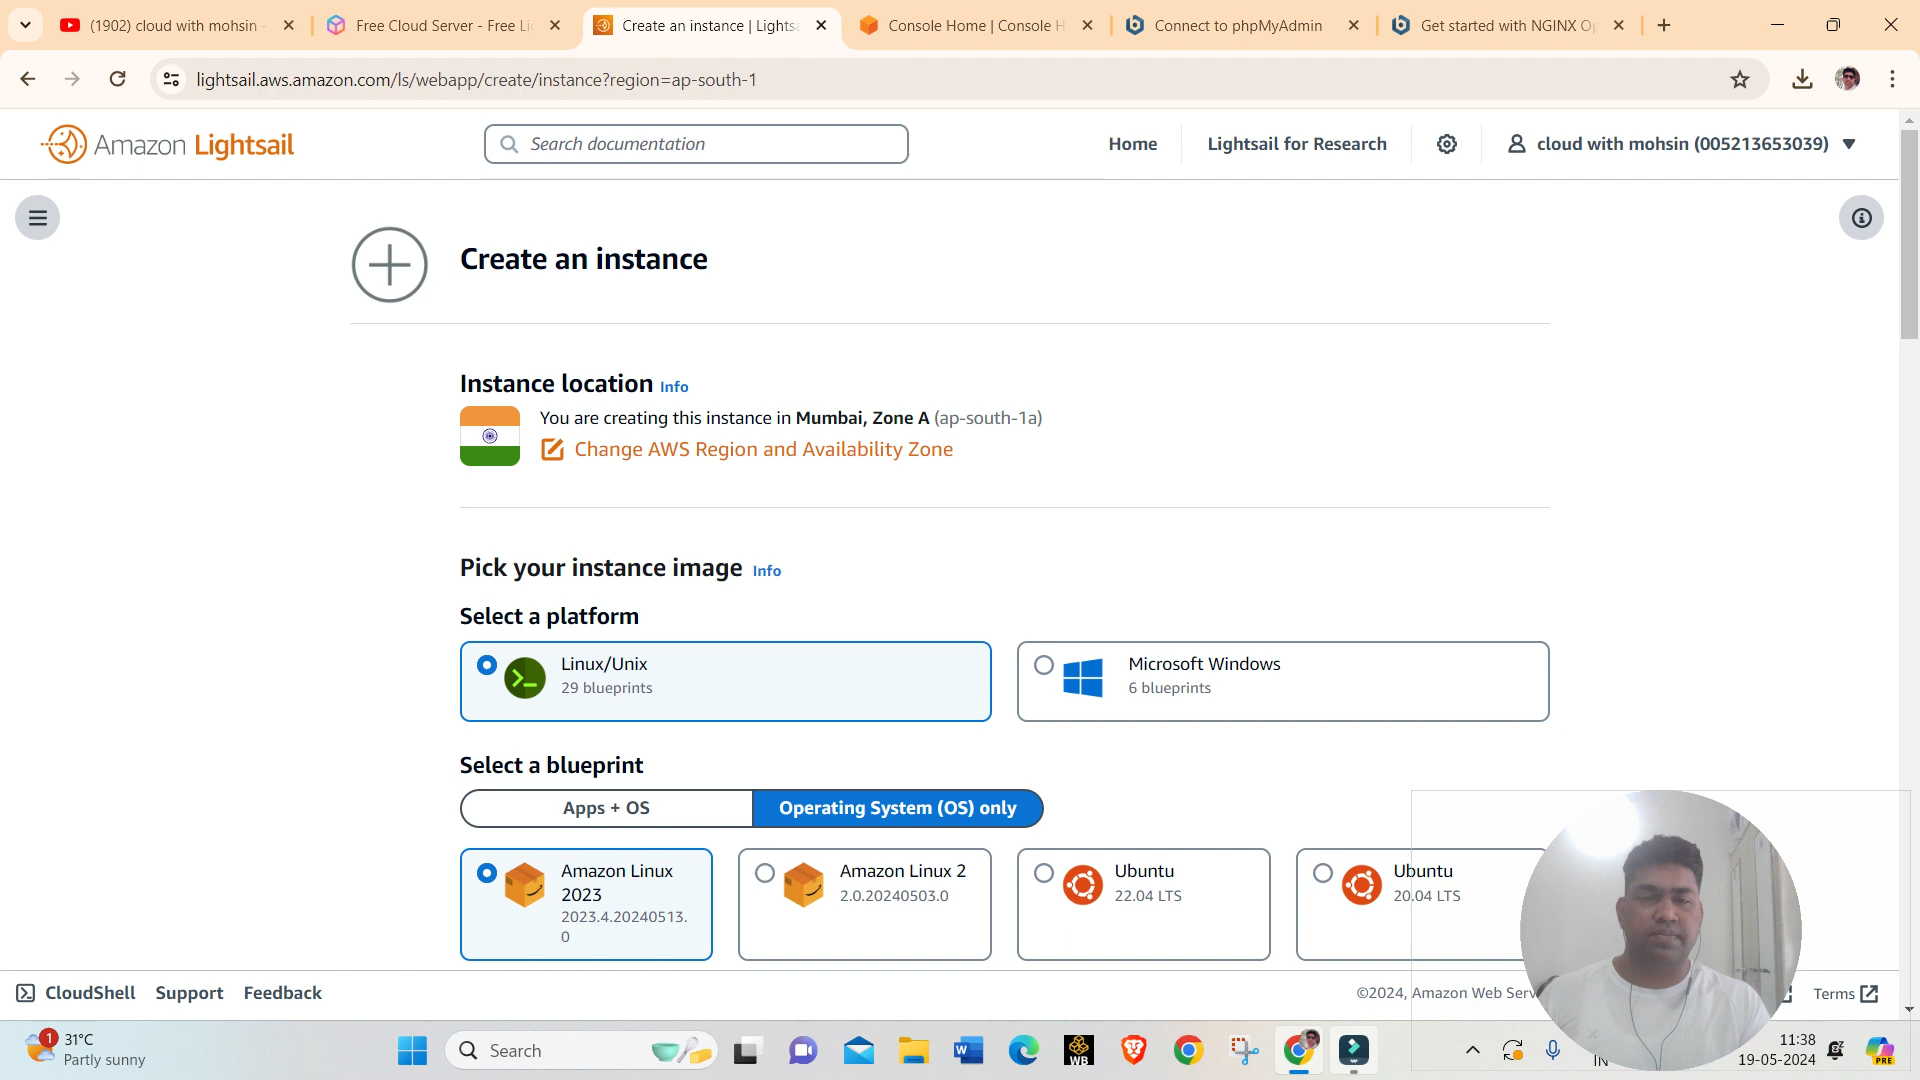 (1902) cloud with mohsin -
Free Cloud Server - Free Li
Create an instance | Lightsa
Console Home | Console H
Connect to phpMyAdmin
Get started with NGINX Op
lightsail.aws.amazon.com/ls/webapp/create/instance?region=ap-south-1
Amazon Lightsail
Search documentation
Home
Lightsail for Research
cloud with mohsin (005213653039)
Create an instance
Instance location Info
You are creating this instance in Mumbai, Zone A (ap-south-1a)
Change AWS Region and Availability Zone
Pick your instance image Info
Select a platform
Linux/Unix
29 blueprints
Microsoft Windows
6 blueprints
Select a blueprint
Apps + OS
Operating System (OS) only
Amazon Linux
2023
2023.4.20240513.
0
Amazon Linux 2
2.0.20240503.0
Ubuntu
22.04 LTS
Ubuntu
20.04 LTS
CloudShell
Support
Feedback
©2024, Amazon Web Serv
Terms
1
31°C
Partly sunny
Search
W
WB
IN
11:38
19-05-2024
PRE